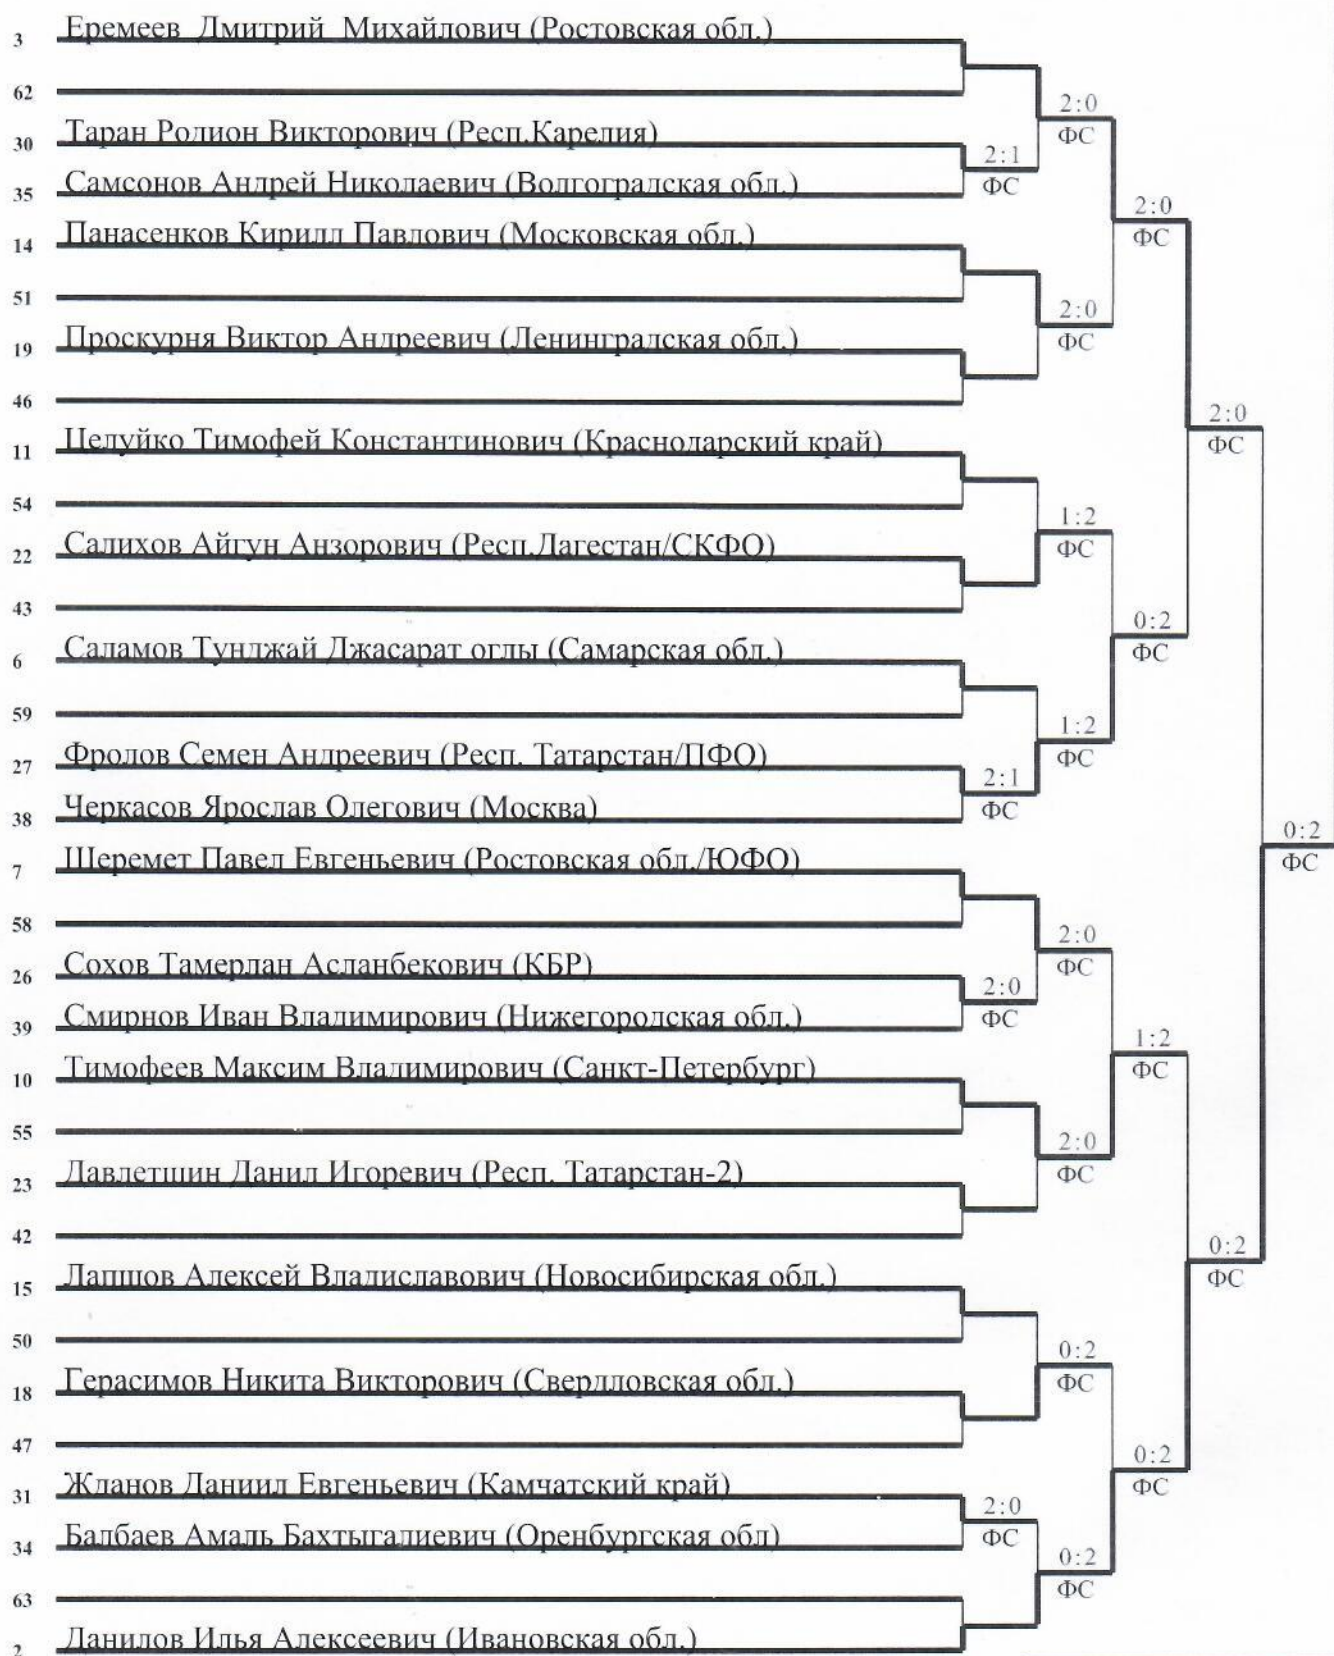 3 Еремеев Дмитрий Михайлович (Ростовская обл.)
62
2:0
30 Таран Родион Викторович (Респ.Карелия)
ФС
2:1
35 Самсонов Андрей Николаевич (Волгоградская обл.)
ФС
2:0
14 Панасенков Кирилл Павлович (Московская обл.)
ФС
51
2:0
19 Проскурня Виктор Андреевич (Ленинградская обл.)
ФС
46
2:0
11 Целуйко Тимофей Константинович (Краснодарский край)
ФС
54
1:2
22 Салихов Айгун Анзорович (Респ.Дагестан/СКФО)
ФС
43
0:2
6 Саламов Тунджай Джасарат оглы (Самарская обл.)
ФС
59
1:2
27 Фролов Семен Андреевич (Респ. Татарстан/ПФО)
ФС
2:1
38 Черкасов Ярослав Олегович (Москва)
ФС
0:2
7 Шеремет Павел Евгеньевич (Ростовская обл./ЮФО)
ФС
58
2:0
26 Сохов Тамерлан Асланбекович (КБР)
ФС
2:0
39 Смирнов Иван Владимирович (Нижегородская обл.)
ФС
1:2
10 Тимофеев Максим Владимирович (Санкт-Петербург)
ФС
55
2:0
23 Давлетшин Данил Игоревич (Респ. Татарстан-2)
ФС
42
0:2
15 Лапшов Алексей Владиславович (Новосибирская обл.)
ФС
50
0:2
18 Герасимов Никита Викторович (Свердловская обл.)
ФС
47
0:2
31 Жданов Даниил Евгеньевич (Камчатский край)
ФС
2:0
34 Балбаев Амаль Бахтыгалиевич (Оренбургская обл)
ФС
0:2
ФС
63
2 Данилов Илья Алексеевич (Ивановская обл.)